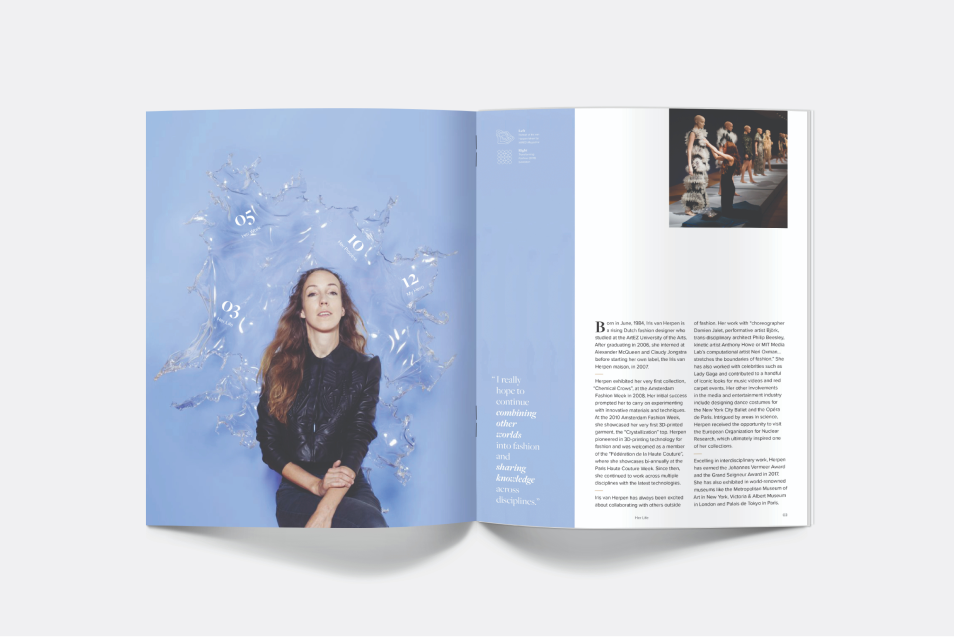 05
10
12
03
Her Life
“I really
hope to
continue
combining
other
worlds
into fashion
and
sharing
knowledge
across
disciplines.”
Born in June, 1984, Iris van Herpen is
a rising Dutch fashion designer who
studied at the ArtEZ University of the Arts.
After graduating in 2006, she interned at
Alexander McQueen and Claudy Jongstra
before starting her own label, the Iris van
Herpen maison, in 2007.
Herpen exhibited her very first collection,
“Chemical Crows”, at the Amsterdam
Fashion Week in 2008. Her initial success
prompted her to carry on experimenting
with innovative materials and techniques.
At the 2010 Amsterdam Fashion Week,
she showcased her very first 3D-printed
garment, the “Crystallization” top. Herpen
pioneered in 3D-printing technology for
fashion and was welcomed as a member
of the “Fédération de la Haute Couture”,
where she showcases bi-annually at the
Paris Haute Couture Week. Since then,
she continued to work across multiple
disciplines with the latest technologies.
Iris van Herpen has always been excited
about collaborating with others outside
of fashion. Her work with “choreographer
Damien Jalet, performative artist Björk,
trans-disciplinary architect Philip Beesley,
kinetic artist Anthony Howe or MIT Media
Lab’s computational artist Neri Oxman...
stretches the boundaries of fashion.” She
has also worked with celebrities such as
Lady Gaga and contributed to a handful
of iconic looks for music videos and red
carpet events. Her other involvements
in the media and entertainment industry
include designing dance costumes for
the New York City Ballet and the Opéra
de Paris. Intrigued by areas in science,
Herpen received the opportunity to visit
the European Organization for Nuclear
Research, which ultimately inspired one
of her collections.
Excelling in interdisciplinary work, Herpen
has earned the Johannes Vermeer Award
and the Grand Seigneur Award in 2017.
She has also exhibited in world-renowned
museums like the Metropolitan Museum of
Art in New York, Victoria & Albert Museum
in London and Palais de Tokyo in Paris.
Her Life
03